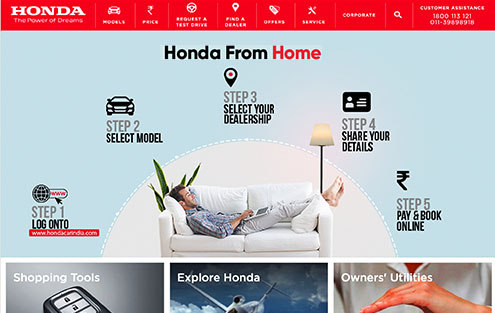 HONDA
The Power of Dreams
MODELS
PRICE
REQUEST A
TEST DRIVE
FIND A
DEALER
OFFERS
SERVICE
CORPORATE
CUSTOMER ASSISTANCE
1800 113 121
011-39898918
Honda From Home
STEP 1
LOG ONTO
www.hondacarindia.com
WWW
STEP 2
SELECT MODEL
STEP 3
SELECT YOUR
DEALERSHIP
STEP 4
SHARE YOUR
DETAILS
₹
STEP 5
PAY & BOOK
ONLINE
Shopping Tools
Explore Honda
Owners' Utilities